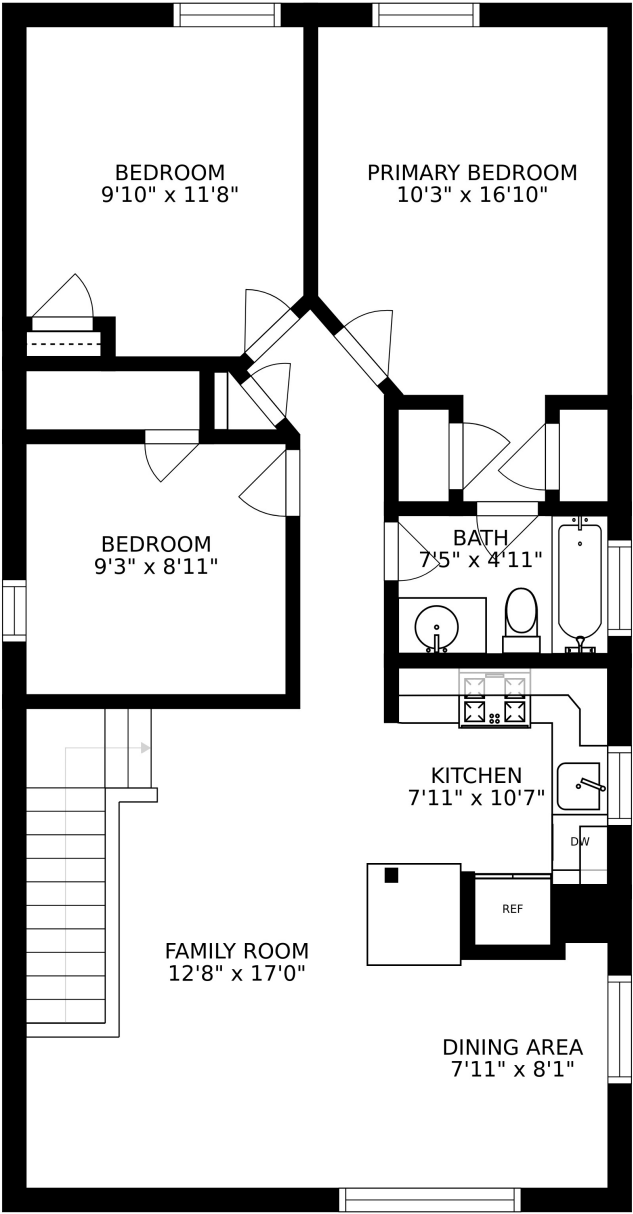 BEDROOM
9'10" x 11'8"
PRIMARY BEDROOM
10'3" x 16'10"
BEDROOM
9'3" x 8'11"
BATH
7'5" x 4'11"
KITCHEN
7'11" x 10'7"
DW
REF
FAMILY ROOM
12'8" x 17'0"
DINING AREA
7'11" x 8'1"